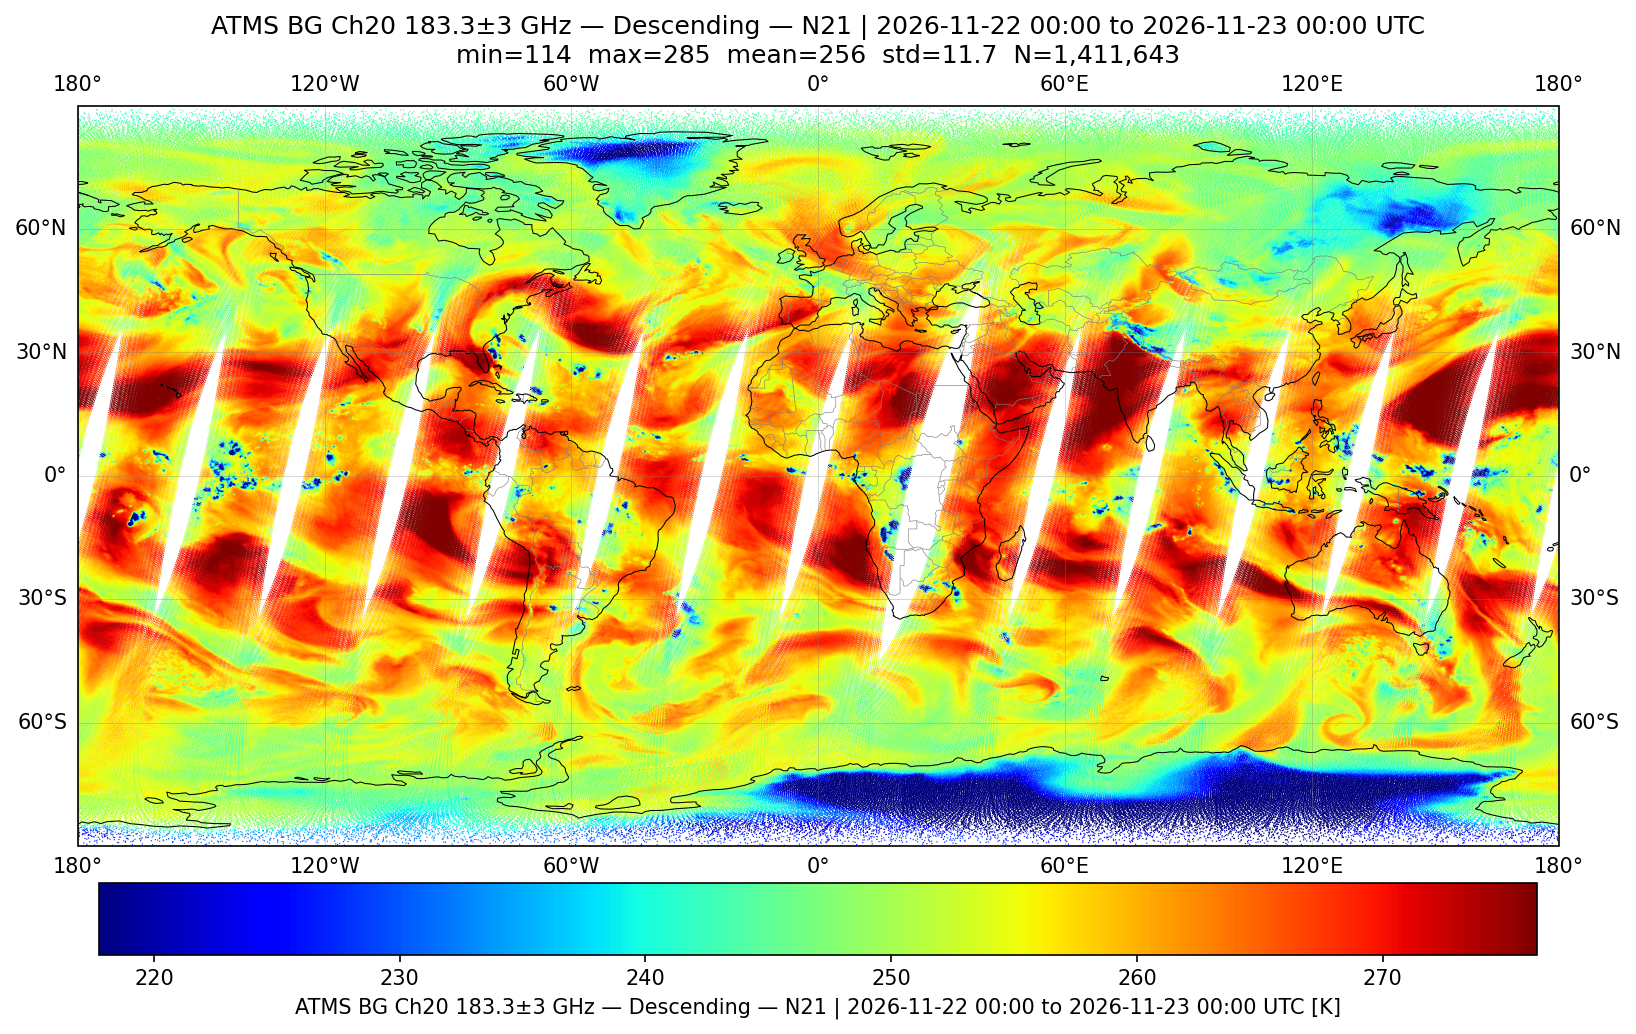 ATMS BG Ch20 183.3±3 GHz — Descending — N21 | 2026-11-22 00:00 to 2026-11-23 00:00 UTC
min=114 max=285 mean=256 std=11.7 N=1,411,643
180° 120°W 60°W 0° 60°E 120°E 180°
60°N 60°N
30°N 30°N
0° 0°
30°S 30°S
60°S 60°S
180° 120°W 60°W 0° 60°E 120°E 180°
220 230 240 250 260 270
ATMS BG Ch20 183.3±3 GHz — Descending — N21 | 2026-11-22 00:00 to 2026-11-23 00:00 UTC [K]